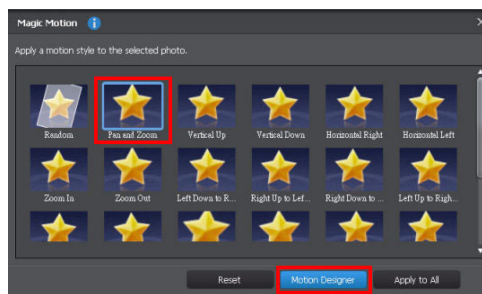 Magic Motion
Apply a motion style to the selected photo.
Random Pan and Zoom Vertical Up Vertical Down Horizontal Right Horizontal Left
Zoom In Zoom Out Left Down to R... Right Up to Lef... Right Down to ... Left Up to Righ...
Reset Motion Designer Apply to All